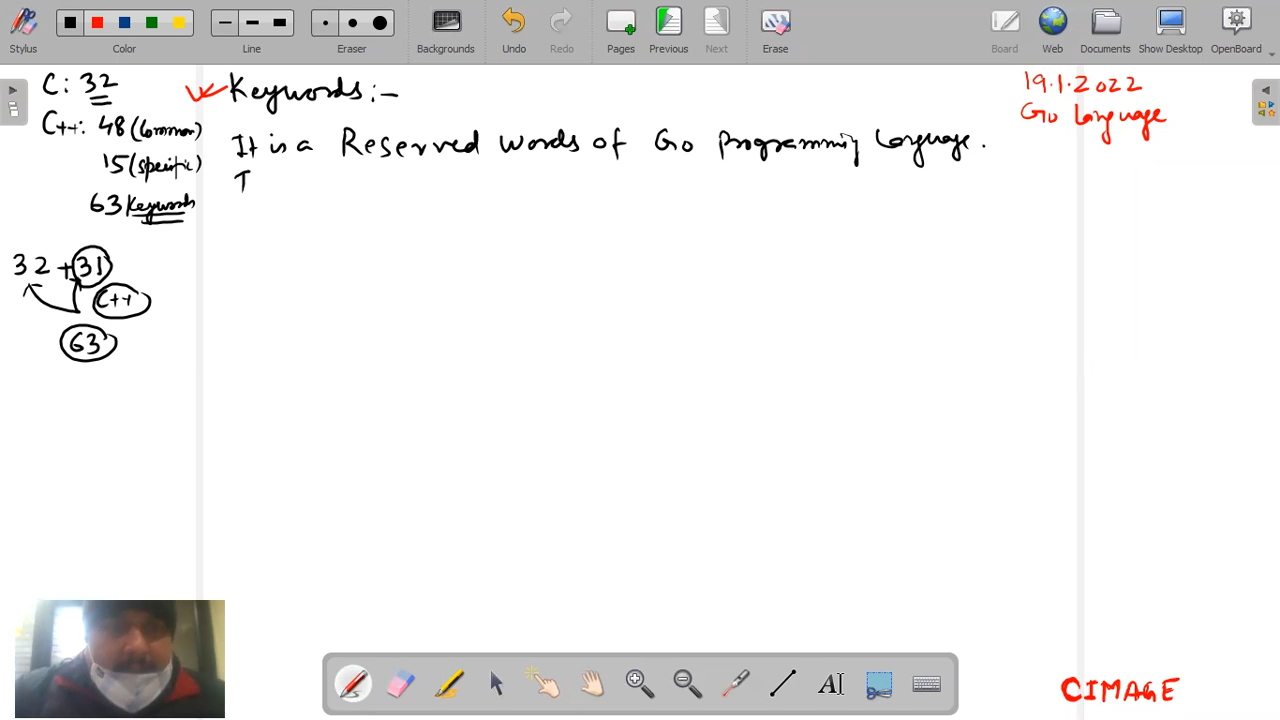 Stylus
Color
Line
Eraser
Backgrounds
Undo
Redo
Pages
Previous
Next
Erase
Board
Web
Documents
Show Desktop
OpenBoard
C: 32
C++: 48 (Common)
15 (specific)
63 Keywords
32 + 31
C++
63
Keywords :-
It is a Reserved words of Go programming Language.
T
19.1.2022
Go Language
AI
CIMAGE